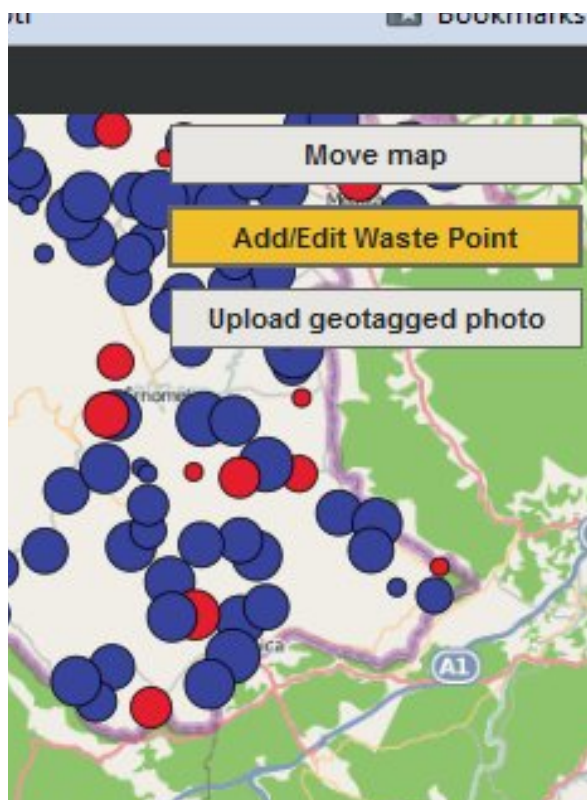 Bookmarks
Move map
Add/Edit Waste Point
Upload geotagged photo
A1